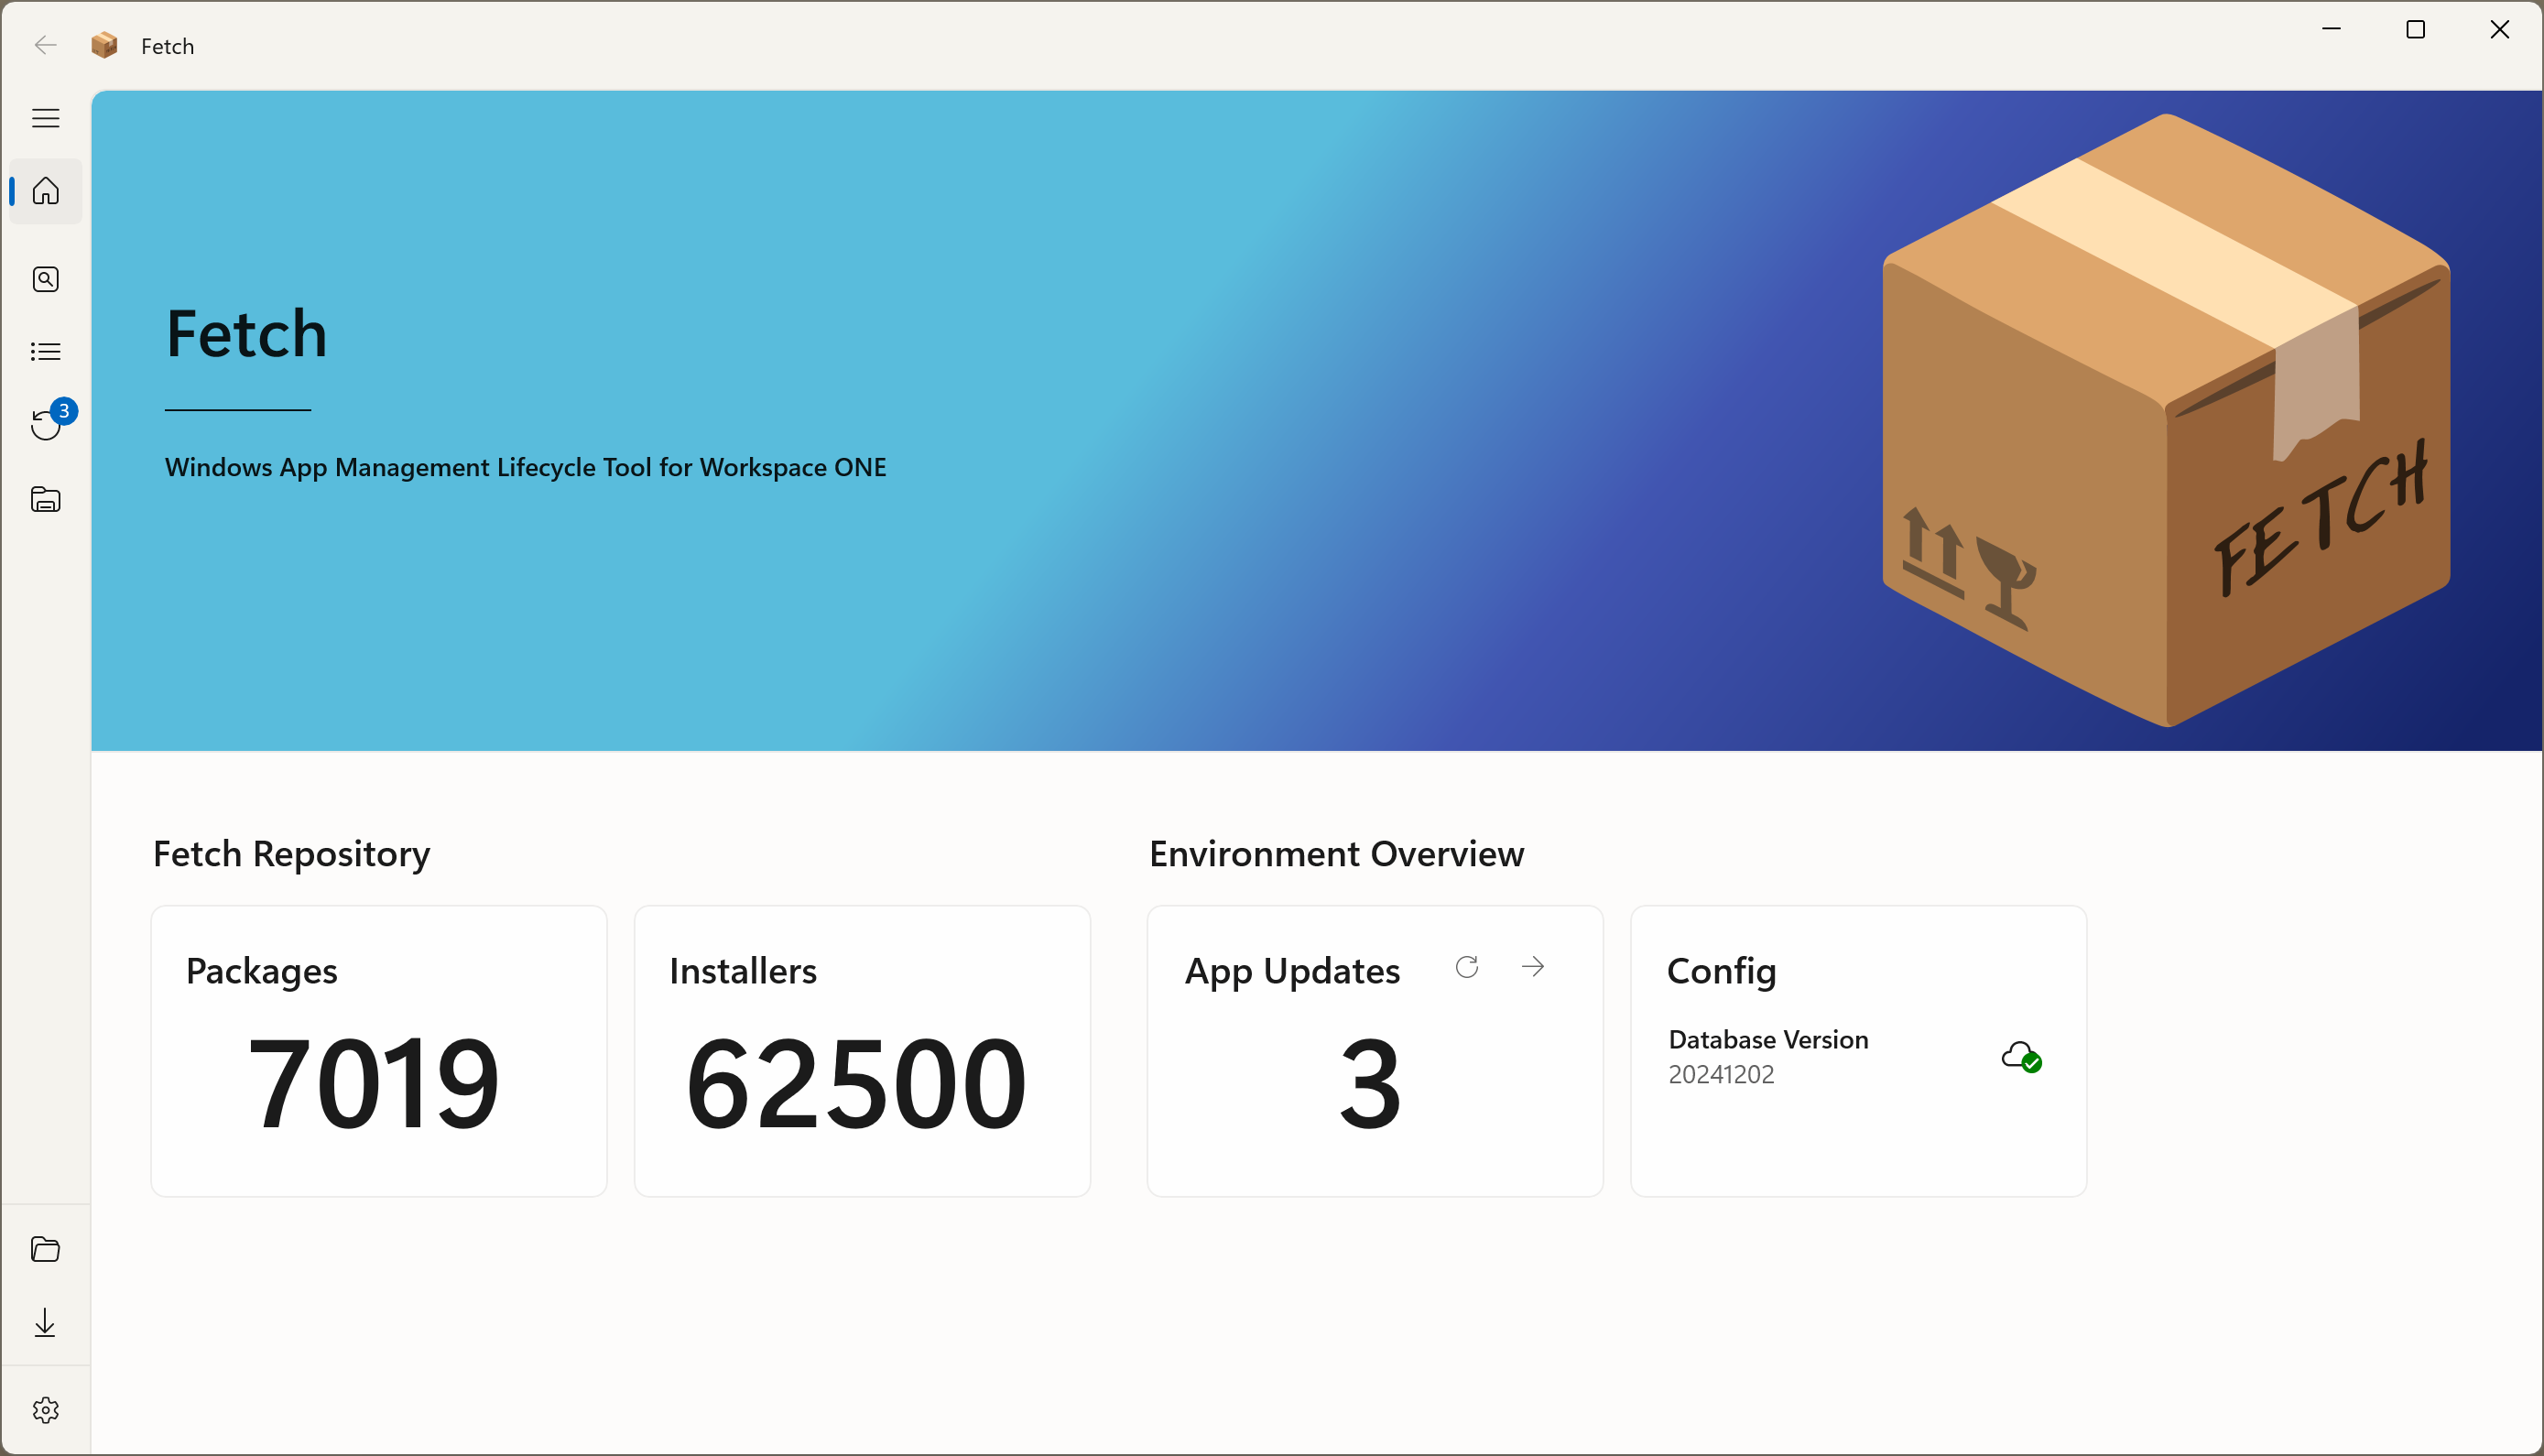 Fetch
3
Fetch
Windows App Management Lifecycle Tool for Workspace ONE
FETCH
Fetch Repository
Environment Overview
Packages
7019
Installers
62500
App Updates
3
Config
Database Version
20241202